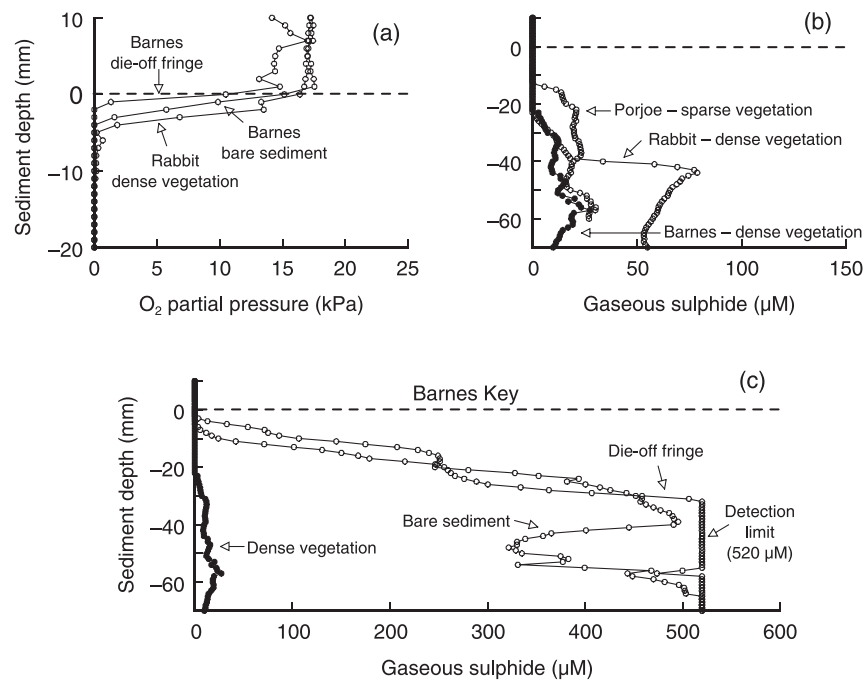 (a)
10
0
−10
−20
Sediment depth (mm)
Barnes
die-off fringe
Barnes
bare sediment
Rabbit
dense vegetation
0
5
10
15
20
25
O2 partial pressure (kPa)
(b)
0
−20
−40
−60
Porjoe – sparse vegetation
Rabbit – dense vegetation
Barnes – dense vegetation
0
50
100
150
Gaseous sulphide (μM)
(c)
Barnes Key
0
−20
−40
−60
Sediment depth (mm)
Die-off fringe
Bare sediment
Detection
limit
(520 μM)
Dense vegetation
0
100
200
300
400
500
600
Gaseous sulphide (μM)